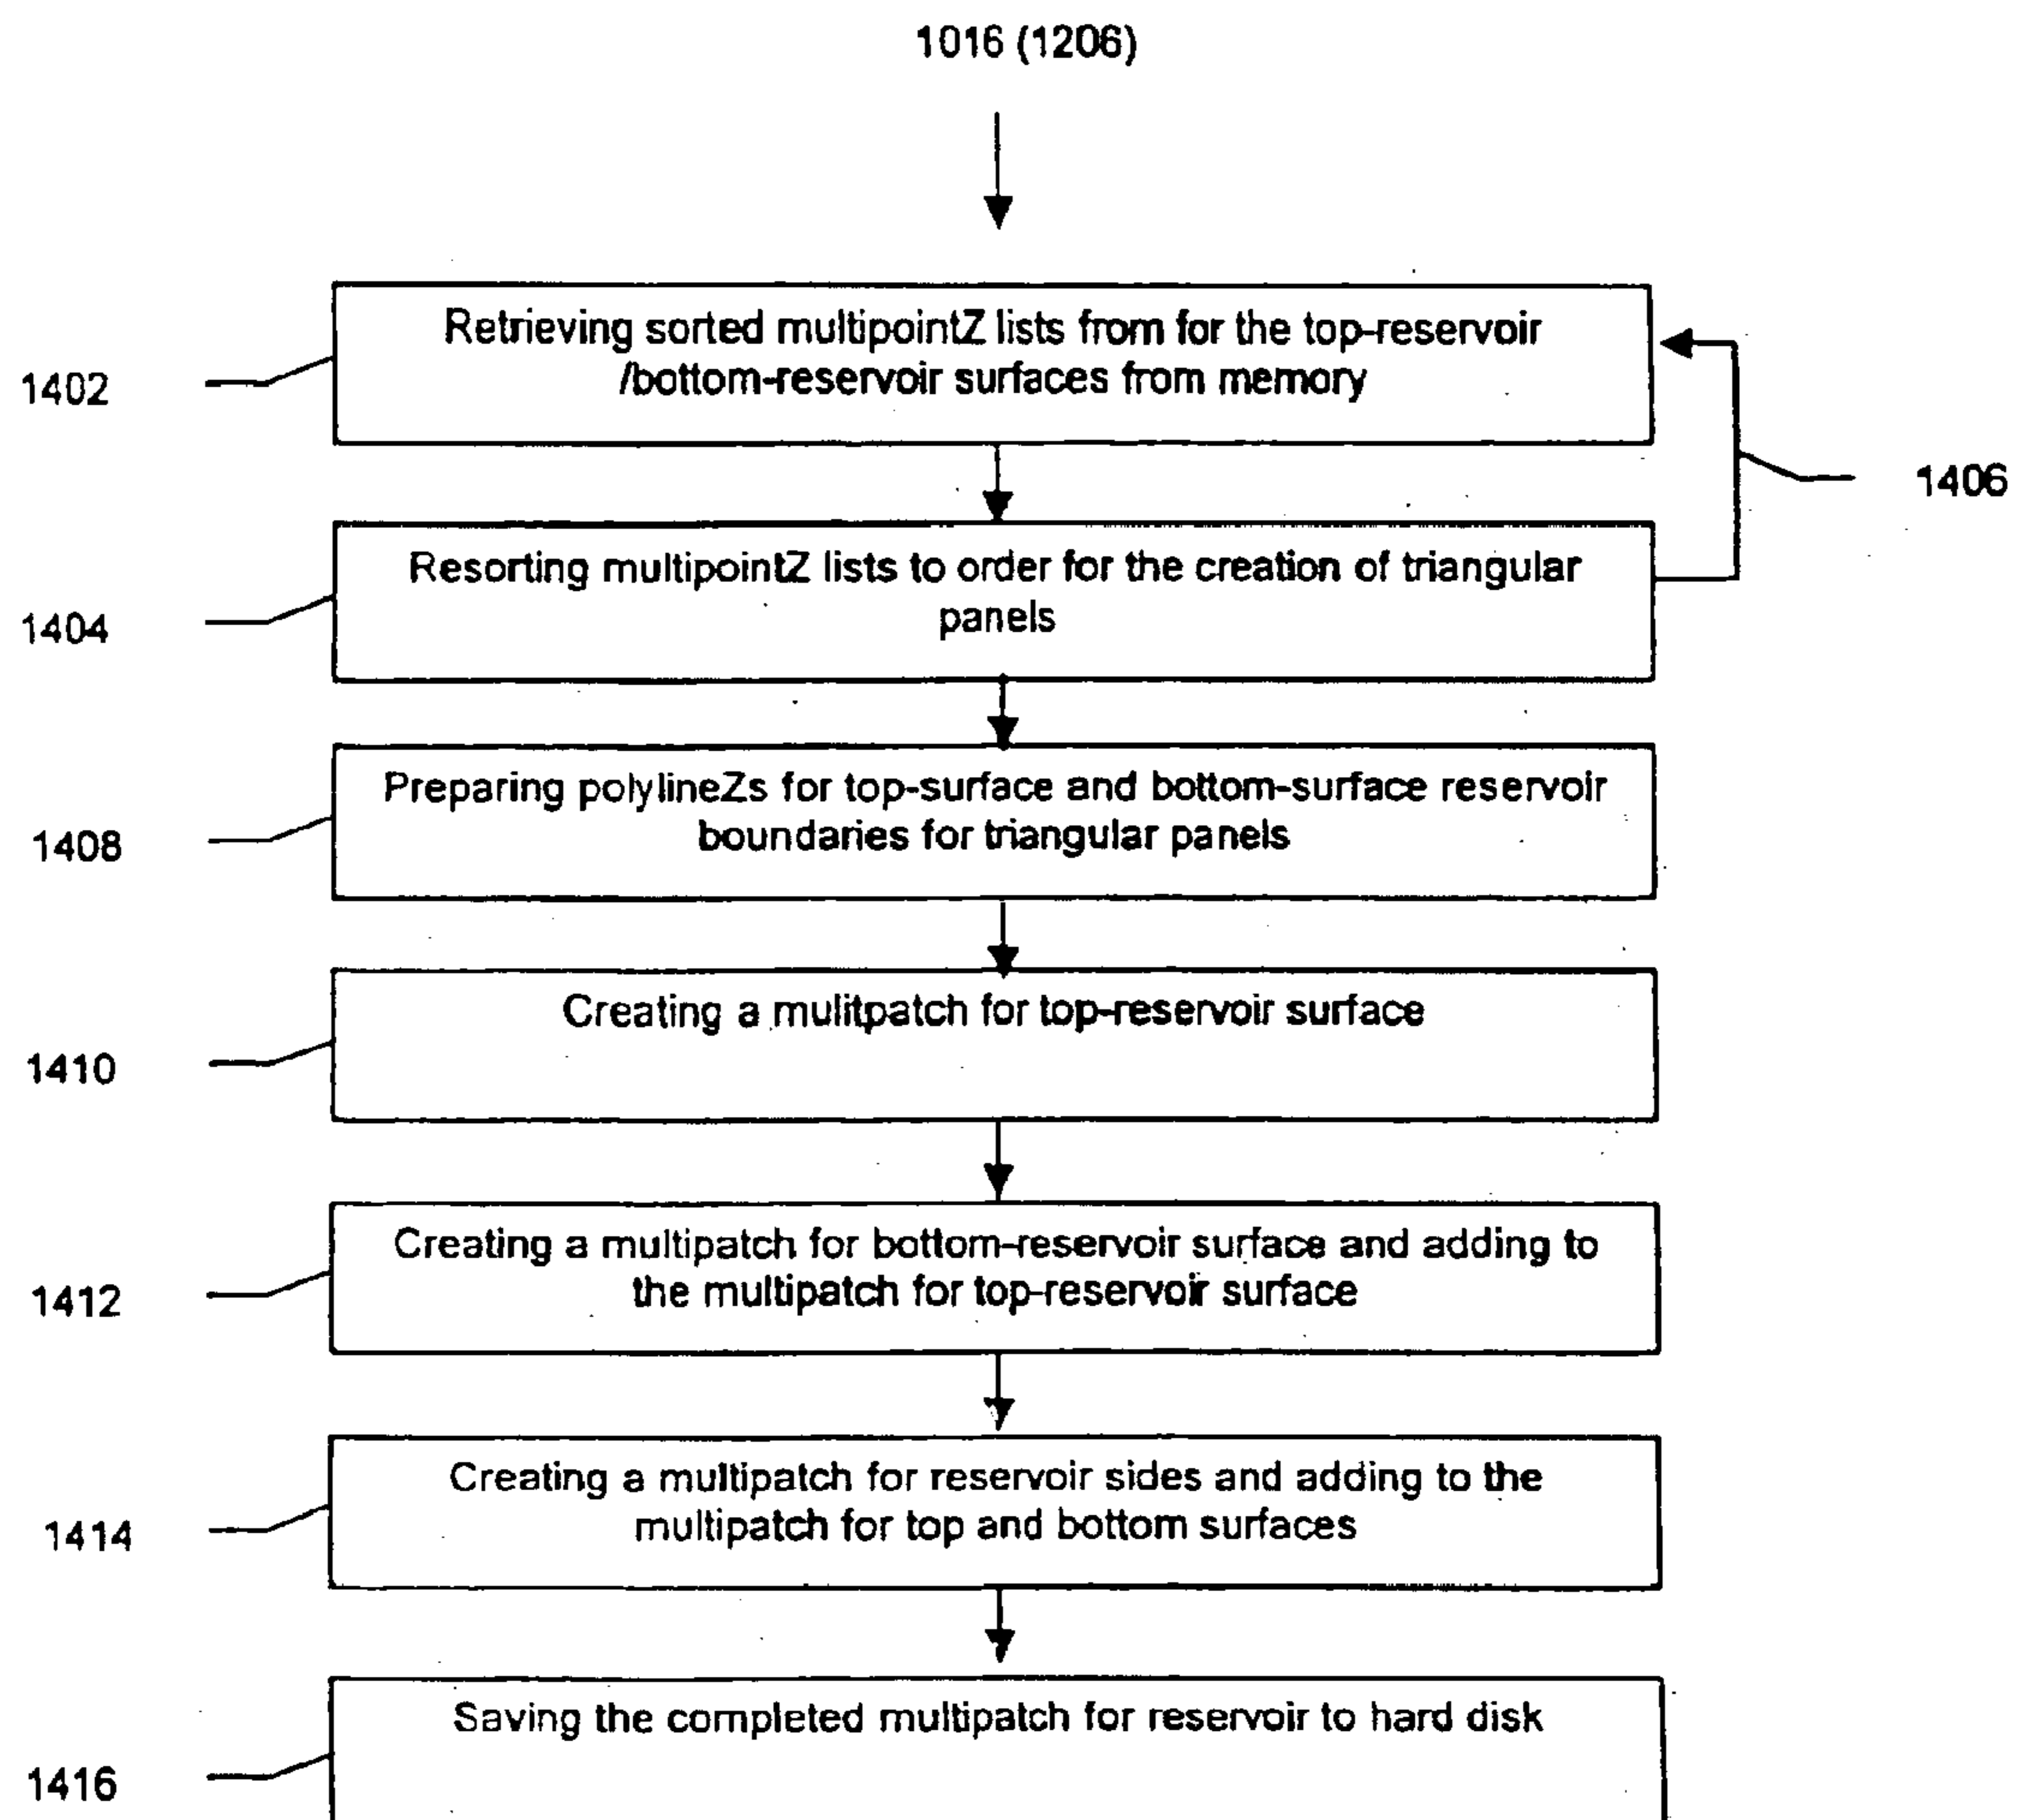 1016 (1206)
Retrieving sorted multipointZ lists from for the top-reservoir
/bottom-reservoir surfaces from memory
1402
1406
Resorting multipointZ lists to order for the creation of triangular
panels
1404
Preparing polylineZs for top-surface and bottom-surface reservoir
boundaries for triangular panels
1408
Creating a mulitpatch for top-reservoir surface
1410
Creating a multipatch for bottom-reservoir surface and adding to
the multipatch for top-reservoir surface
1412
Creating a multipatch for reservoir sides and adding to the
multipatch for top and bottom surfaces
1414
Saving the completed multipatch for reservoir to hard disk
1416